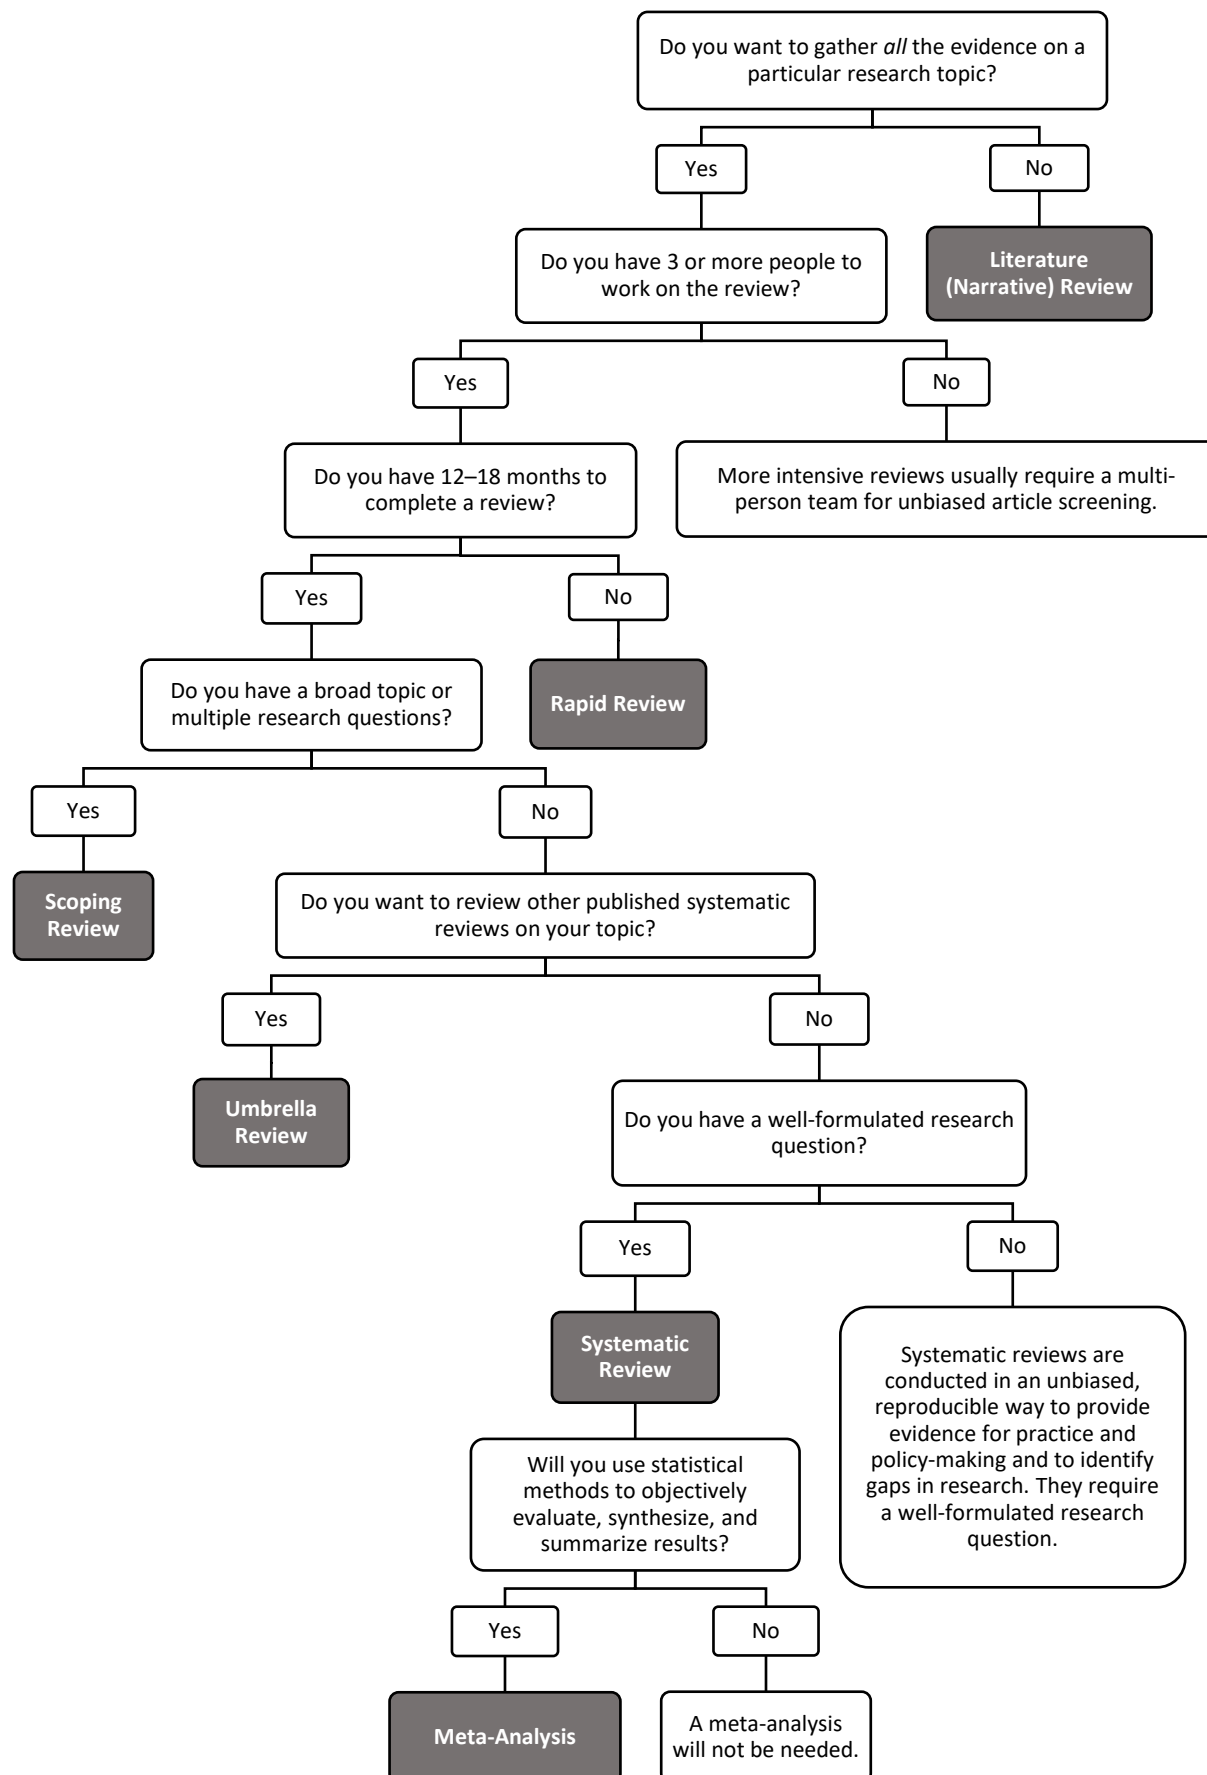 Do you want to gather all the evidence on a
particular research topic?
Yes
No
Do you have 3 or more people to
work on the review?
Literature
(Narrative) Review
Yes
No
Do you have 12–18 months to
complete a review?
More intensive reviews usually require a multi-
person team for unbiased article screening.
Yes
No
Do you have a broad topic or
multiple research questions?
Rapid Review
Yes
No
Scoping
Review
Do you want to review other published systematic
reviews on your topic?
Yes
No
Umbrella
Review
Do you have a well-formulated research
question?
Yes
No
Systematic
Review
Systematic reviews are
conducted in an unbiased,
reproducible way to provide
evidence for practice and
policy-making and to identify
gaps in research. They require
a well-formulated research
question.
Will you use statistical
methods to objectively
evaluate, synthesize, and
summarize results?
Yes
No
Meta-Analysis
A meta-analysis
will not be needed.